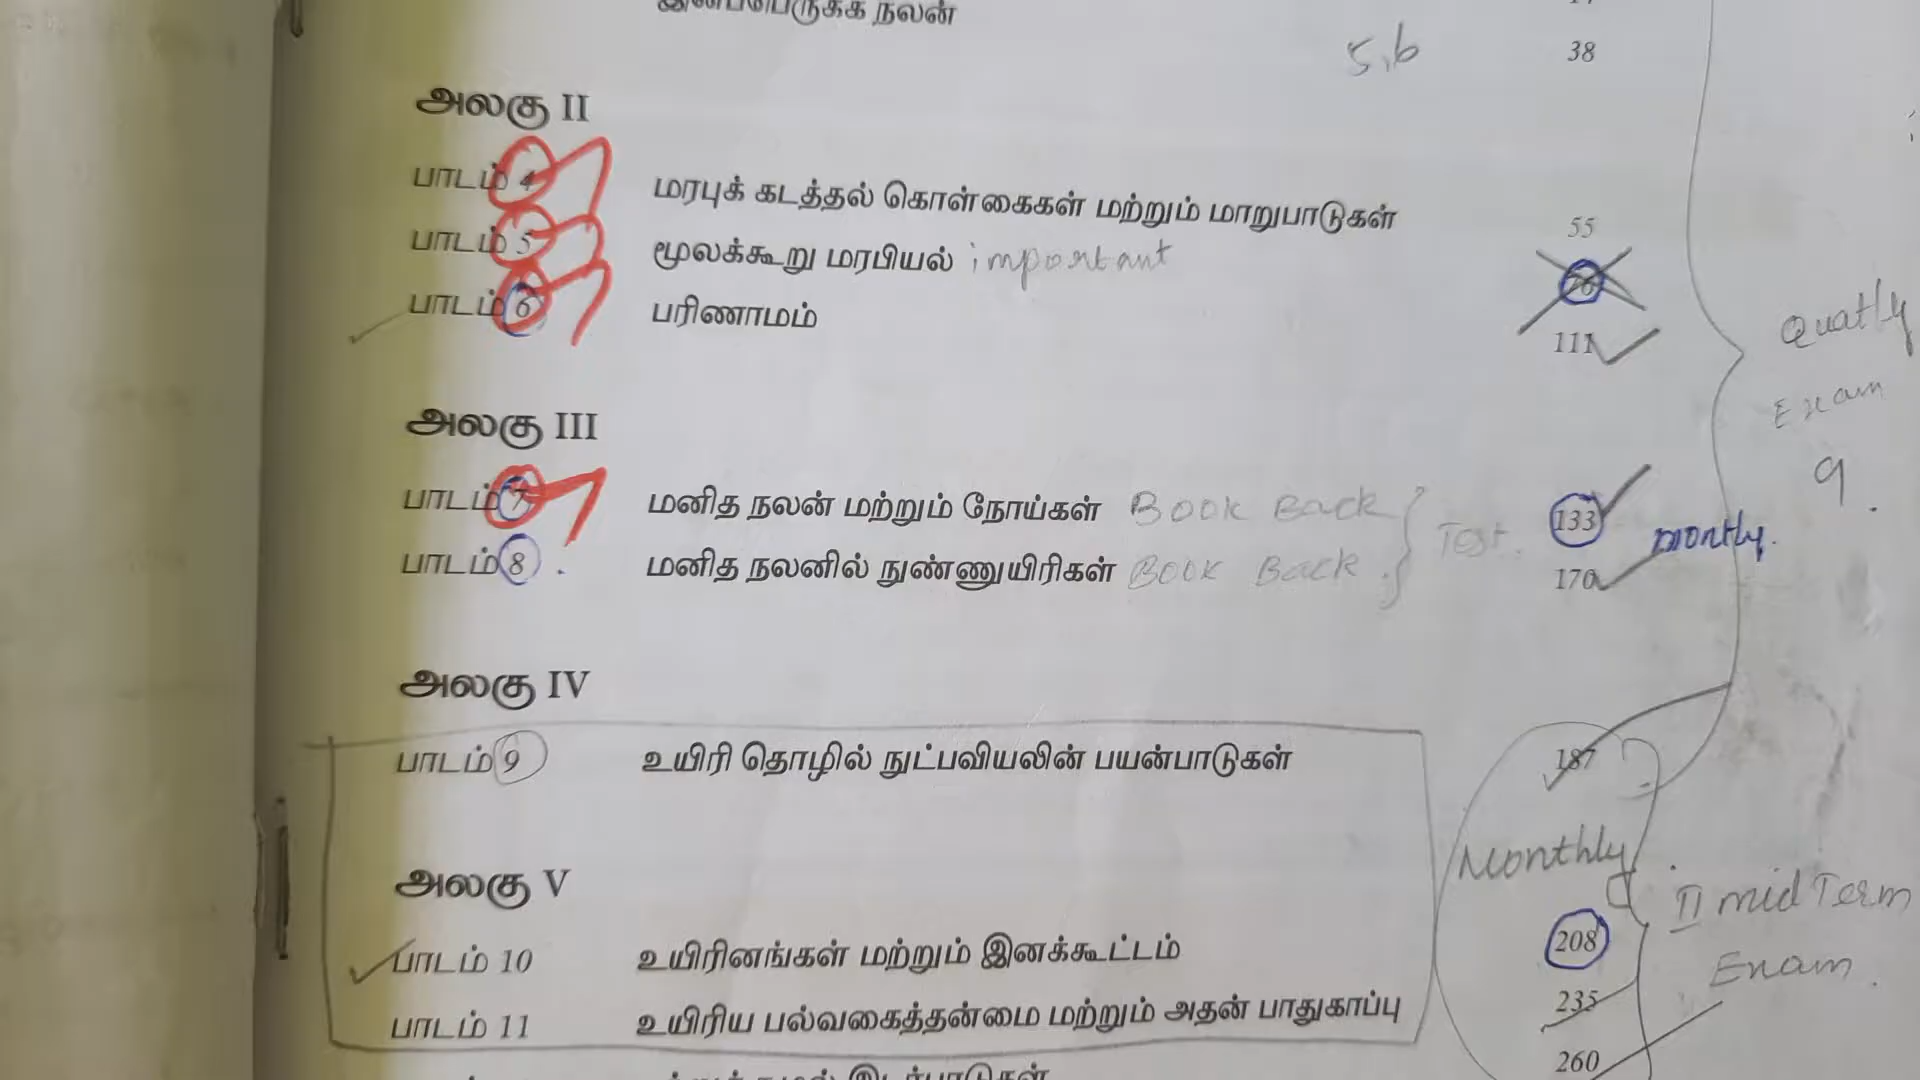 இனப்பெருக்க நலன்
5,6 38
அலகு II
பாடம் 4 மரபுக் கடத்தல் கொள்கைகள் மற்றும் மாறுபாடுகள் 55
பாடம் 5 மூலக்கூறு மரபியல் important 76
பாடம் 6 பரிணாமம் 111
Quatly
Exam
9
அலகு III
பாடம் 7 மனித நலன் மற்றும் நோய்கள் Book Back 133
Test. monthly.
பாடம் 8 மனித நலனில் நுண்ணுயிரிகள் Book Back 170
அலகு IV
பாடம் 9 உயிரி தொழில் நுட்பவியலின் பயன்பாடுகள் 187
Monthly
அலகு V
II mid Term
Exam.
பாடம் 10 உயிரினங்கள் மற்றும் இனக்கூட்டம் 208
பாடம் 11 உயிரிய பல்வகைத்தன்மை மற்றும் அதன் பாதுகாப்பு 235
260